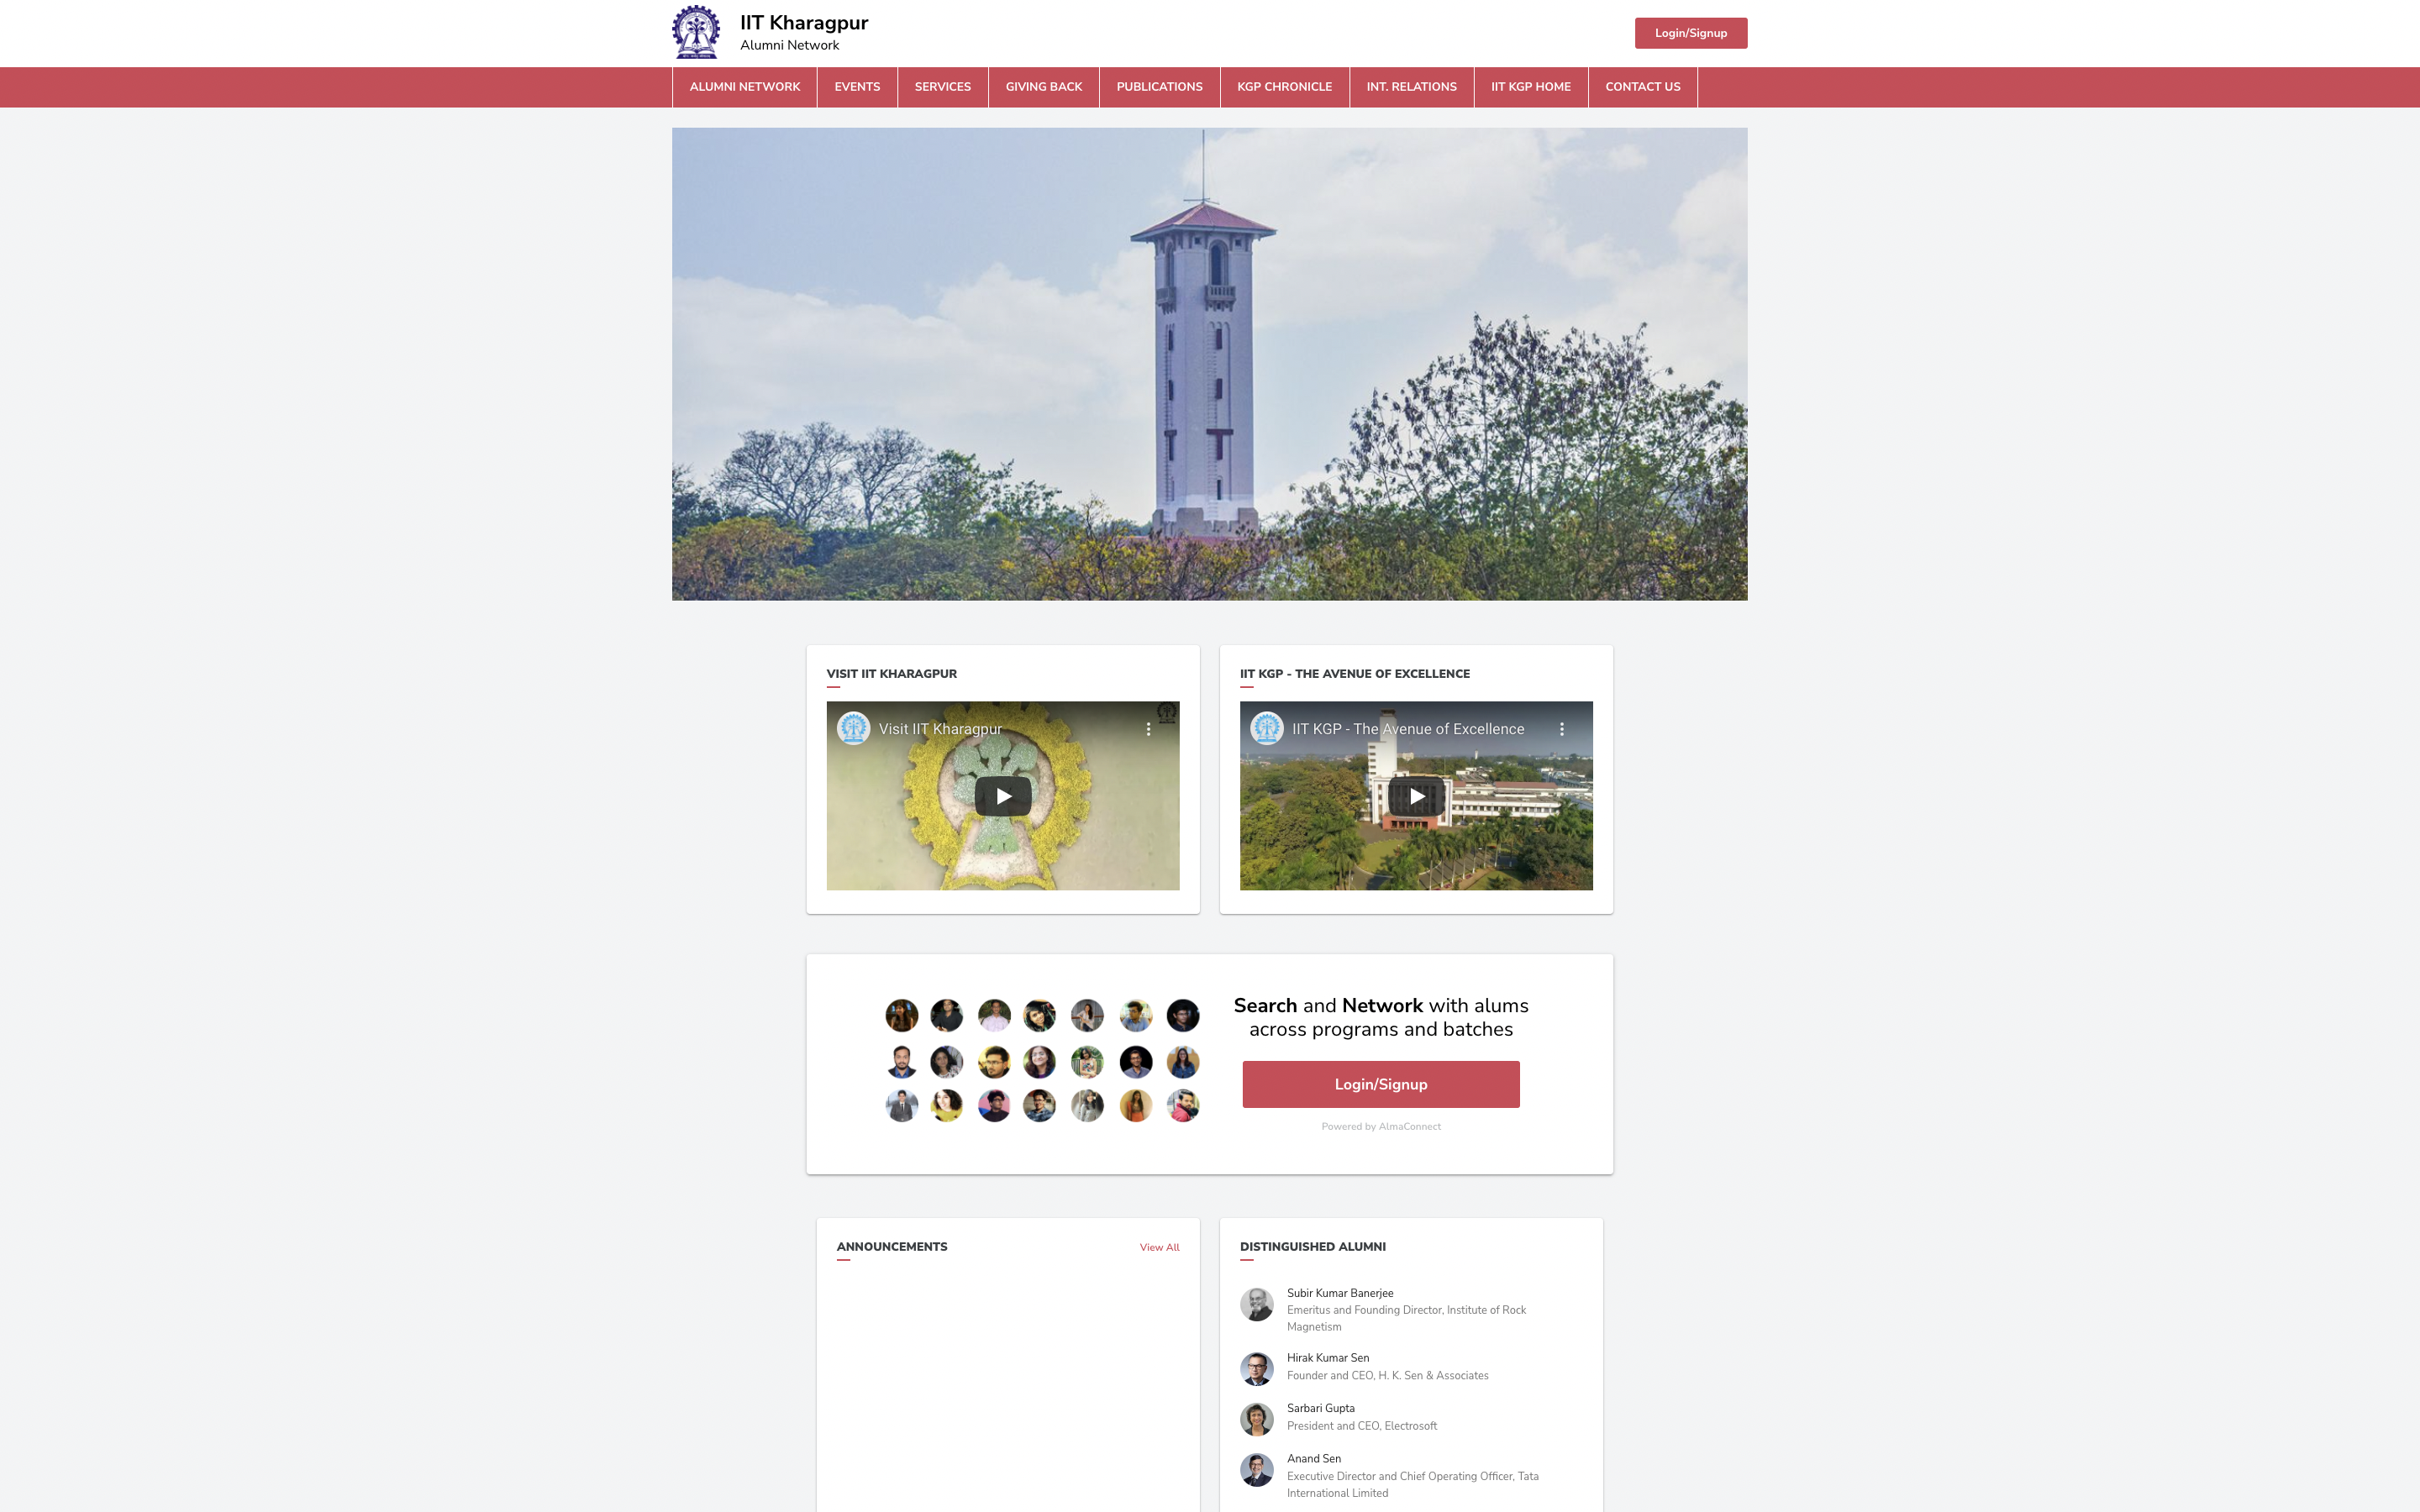 IIT Kharagpur
Alumni Network
Login/Signup
ALUMNI NETWORK
EVENTS
SERVICES
GIVING BACK
PUBLICATIONS
KGP CHRONICLE
INT. RELATIONS
IIT KGP HOME
CONTACT US
VISIT IIT KHARAGPUR
Visit IIT Kharagpur
IIT KGP - THE AVENUE OF EXCELLENCE
IIT KGP - The Avenue of Excellence
Search and Network with alums
across programs and batches
Login/Signup
Powered by AlmaConnect
ANNOUNCEMENTS
View All
DISTINGUISHED ALUMNI
Subir Kumar Banerjee
Emeritus and Founding Director, Institute of Rock
Magnetism
Hirak Kumar Sen
Founder and CEO, H. K. Sen & Associates
Sarbari Gupta
President and CEO, Electrosoft
Anand Sen
Executive Director and Chief Operating Officer, Tata
International Limited